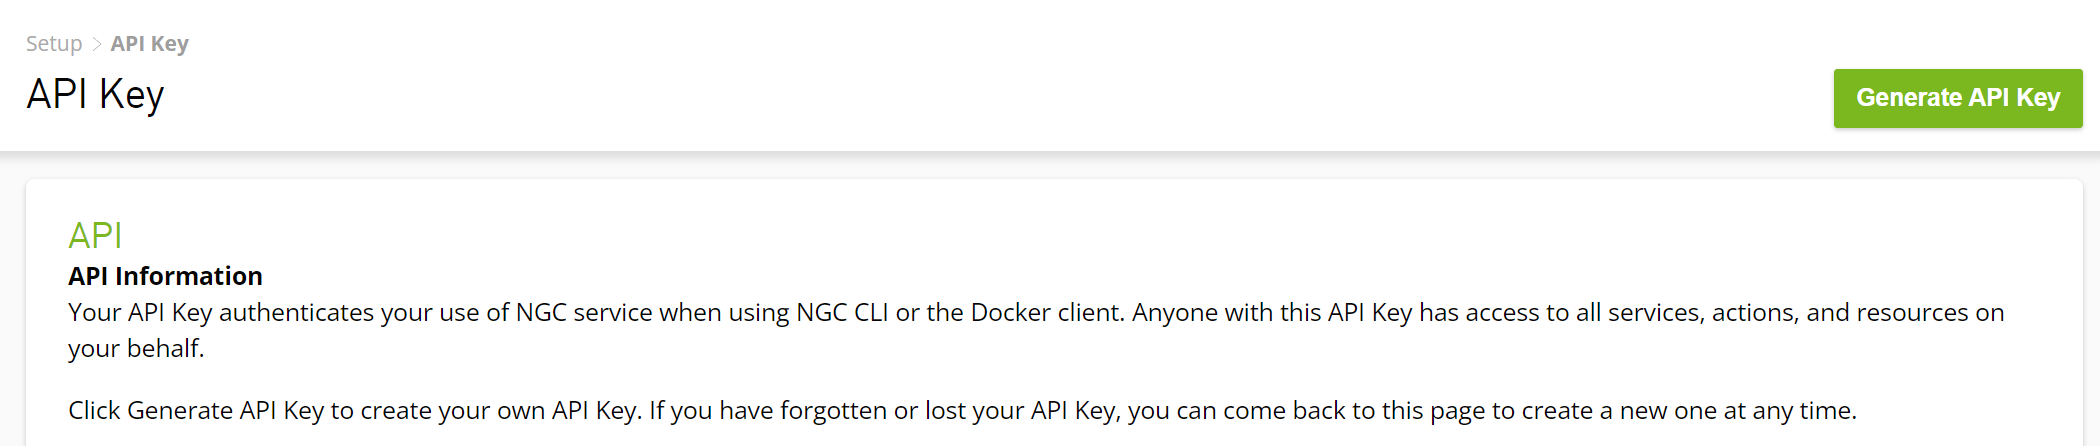 Setup > API Key
API Key
Generate API Key
API
API Information
Your API Key authenticates your use of NGC service when using NGC CLI or the Docker client. Anyone with this API Key has access to all services, actions, and resources on
your behalf.
Click Generate API Key to create your own API Key. If you have forgotten or lost your API Key, you can come back to this page to create a new one at any time.